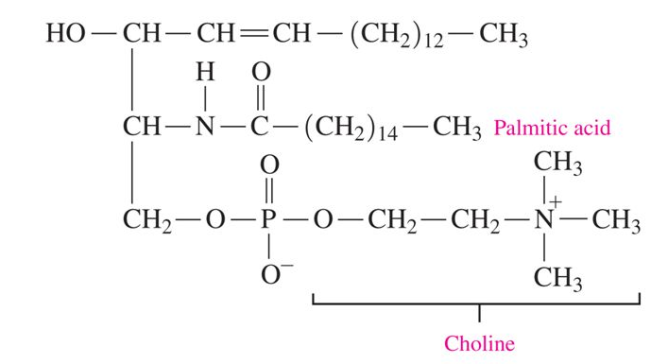 HO—CH—CH=CH—(CH₂)₁₂—CH₃
H O
CH—N—C—(CH₂)₁₄—CH₃ Palmitic acid
O CH₃
CH₂—O—P—O—CH₂—CH₂—N⁺—CH₃
O⁻ CH₃
Choline